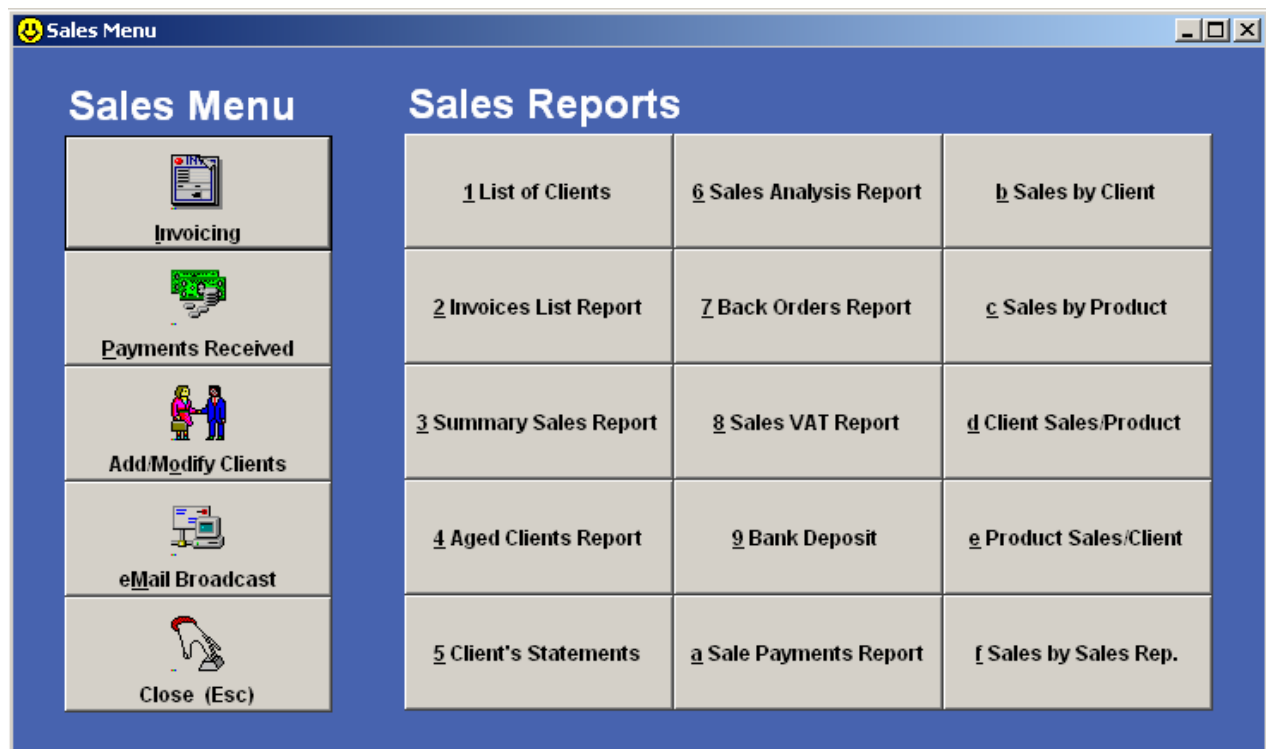 Sales Menu
Sales Menu
Invoicing
Payments Received
Add/Modify Clients
eMail Broadcast
Close (Esc)
Sales Reports
1 List of Clients
2 Invoices List Report
3 Summary Sales Report
4 Aged Clients Report
5 Client's Statements
6 Sales Analysis Report
7 Back Orders Report
8 Sales VAT Report
9 Bank Deposit
a Sale Payments Report
b Sales by Client
c Sales by Product
d Client Sales/Product
e Product Sales/Client
f Sales by Sales Rep.